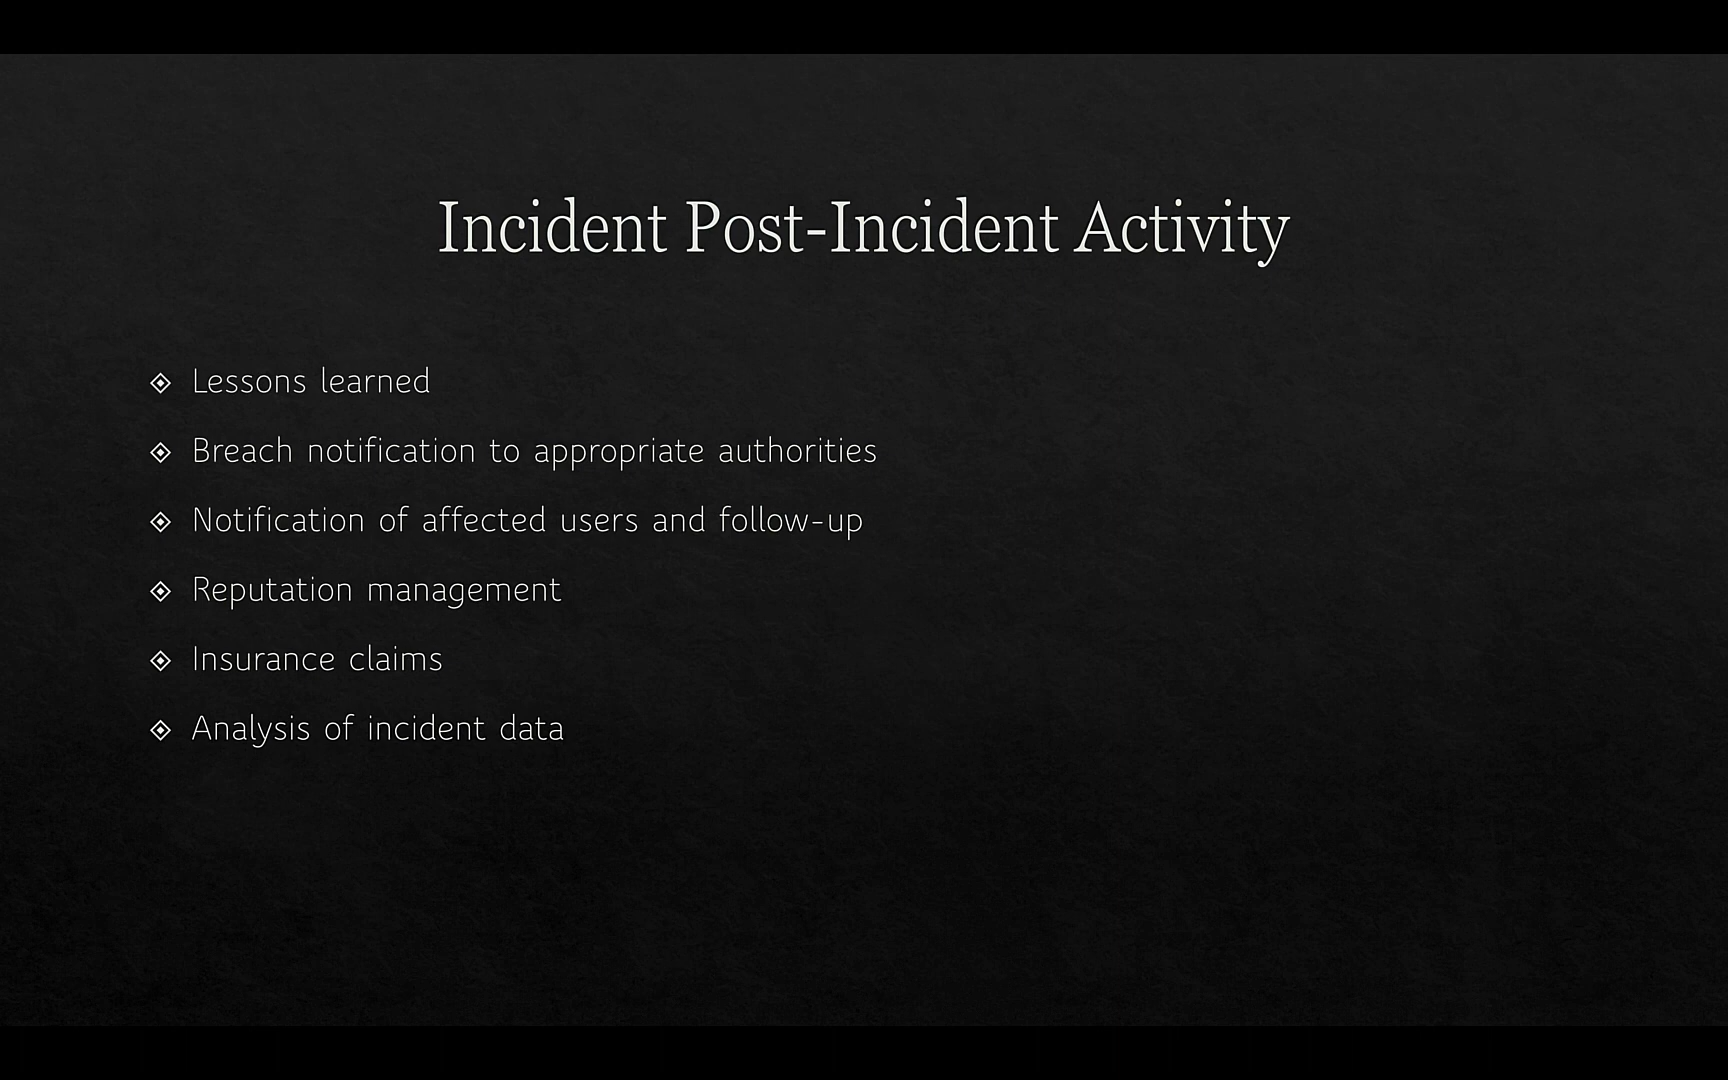 Incident Post-Incident Activity
Lessons learned
Breach notification to appropriate authorities
Notification of affected users and follow-up
Reputation management
Insurance claims
Analysis of incident data